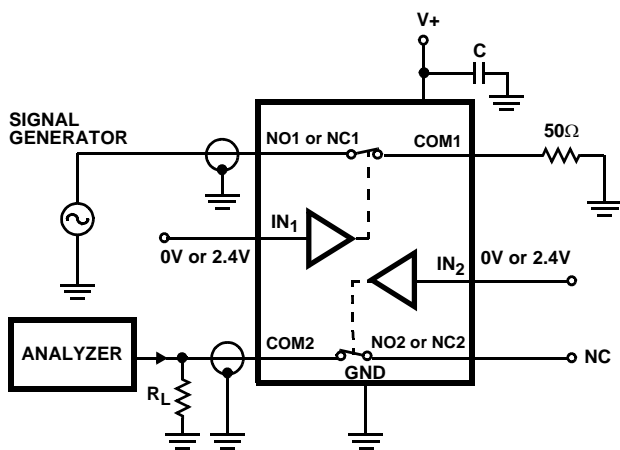 V+
C
SIGNAL
GENERATOR
NO1 or NC1
COM1
50Ω
IN1
0V or 2.4V
IN2
0V or 2.4V
ANALYZER
COM2
NO2 or NC2
NC
GND
RL